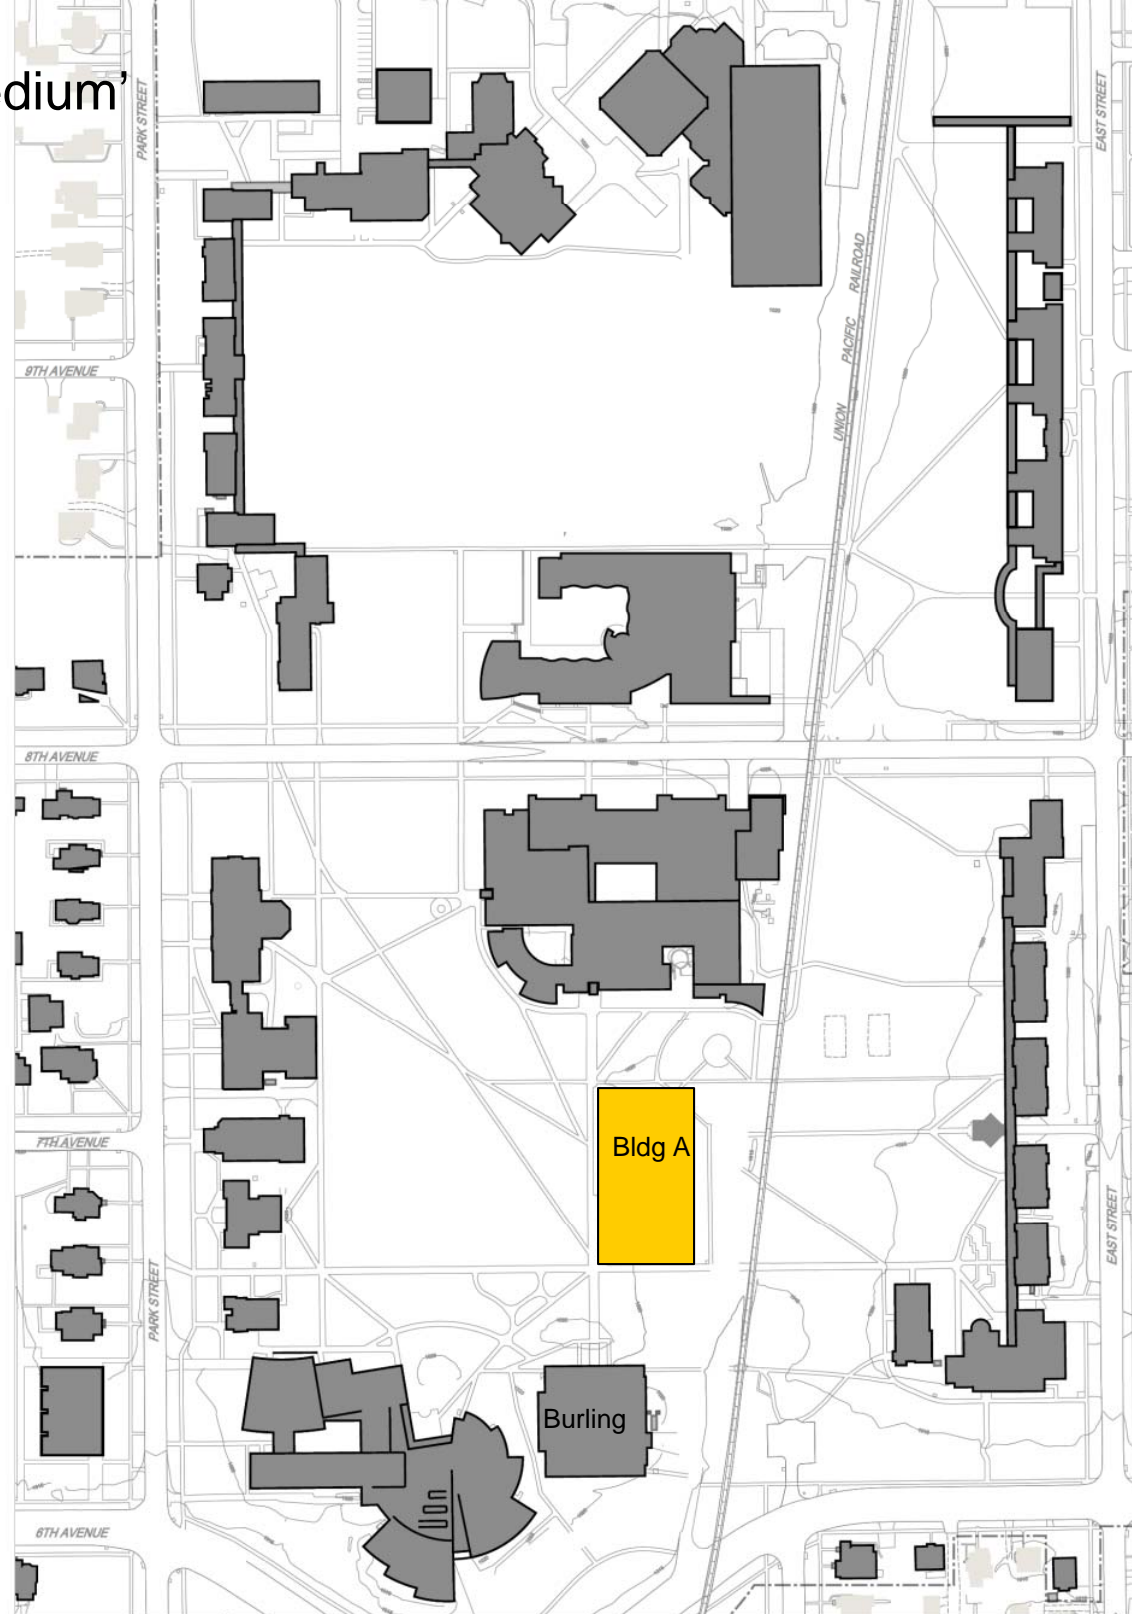 edium’
PARK STREET
EAST STREET
UNION PACIFIC RAILROAD
9TH AVENUE
8TH AVENUE
7TH AVENUE
Bldg A
EAST STREET
PARK STREET
Burling
6TH AVENUE